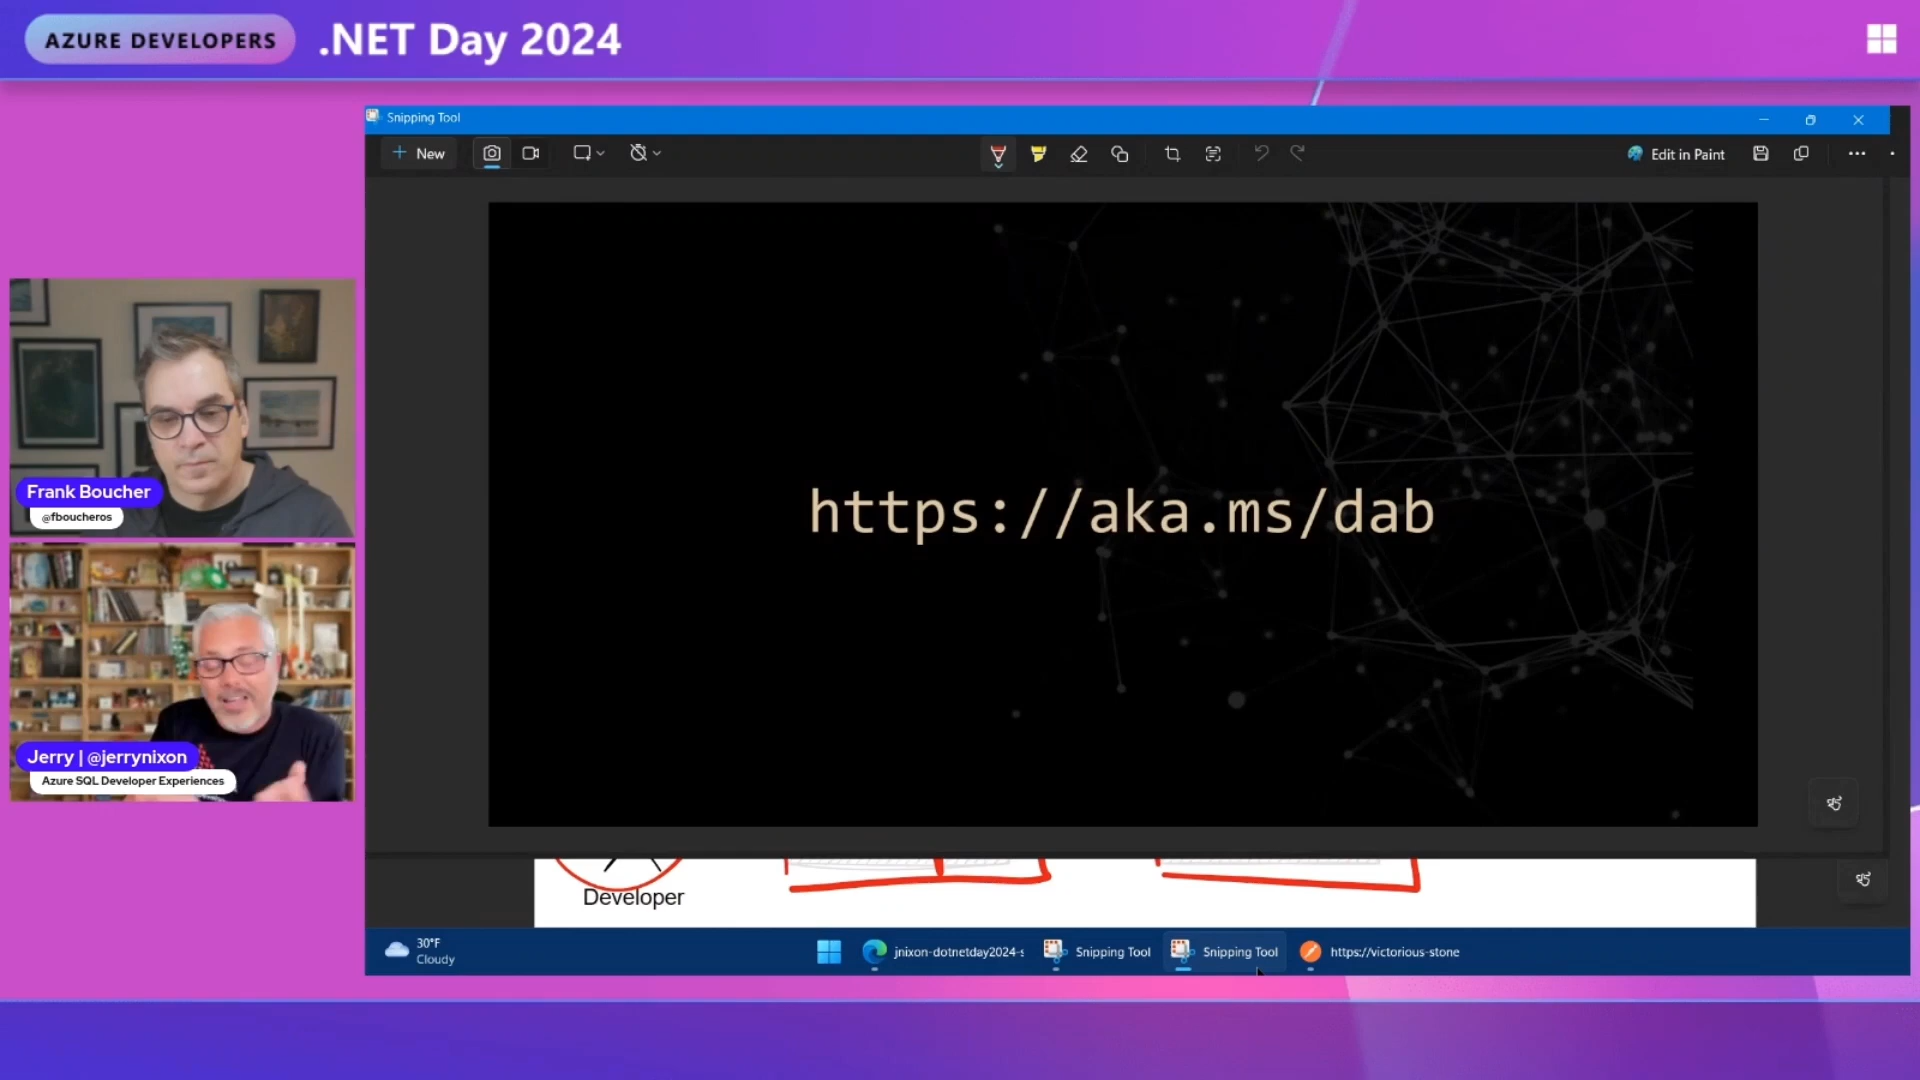 AZURE DEVELOPERS
.NET Day 2024
Snipping Tool
New
Edit in Paint
https://aka.ms/dab
Frank Boucher
@fboucheros
Jerry | @jerrynixon
Azure SQL Developer Experiences
Developer
30°F
Cloudy
jnixon-dotnetday2024-s
Snipping Tool
Snipping Tool
https://victorious-stone